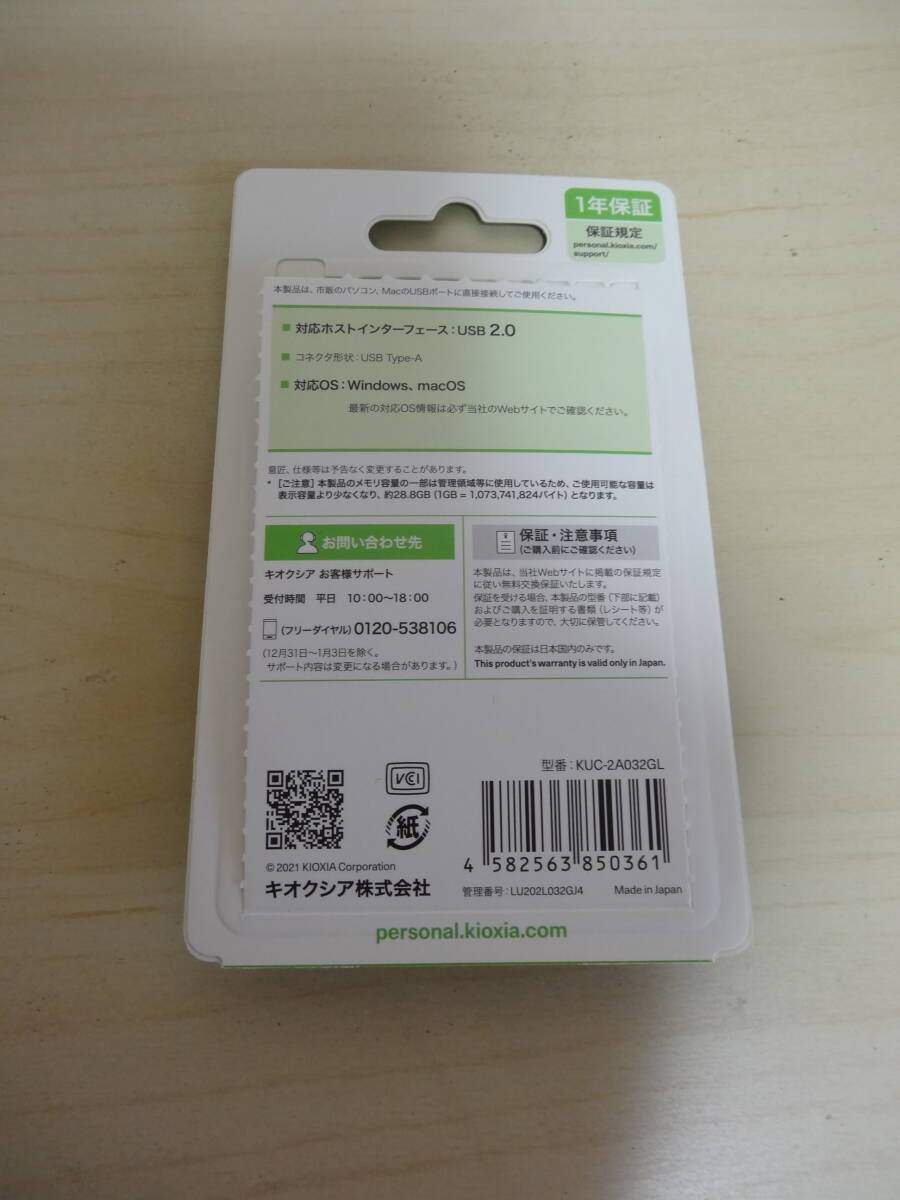 1年保証
保証規定
personal.kioxia.com/
support/
本製品は、市販のパソコン、MacのUSBポートに直接接続してご使用ください。
■ 対応ホストインターフェース：USB 2.0
■ コネクタ形状：USB Type-A
■ 対応OS：Windows、macOS
最新の対応OS情報は必ず当社のWebサイトでご確認ください。
意匠、仕様等は予告なく変更することがあります。
* ［ご注意］本製品のメモリ容量の一部は管理領域等に使用しているため、ご使用可能な容量は
表示容量より少なくなり、約28.8GB（1GB = 1,073,741,824バイト）となります。
お問い合わせ先
キオクシア お客様サポート
受付時間 平日 10：00〜18：00
（フリーダイヤル）0120-538106
（12月31日〜1月3日を除く。
サポート内容は変更になる場合があります。）
保証・注意事項
（ご購入前にご確認ください）
本製品は、当社Webサイトに掲載の保証規定
に従い無料交換保証いたします。
保証を受ける場合、本製品の型番（下部に記載）
およびご購入を証明する書類（レシート等）が
必要となりますので、大切に保管してください。
本製品の保証は日本国内のみです。
This product's warranty is valid only in Japan.
VCCI
紙
© 2021 KIOXIA Corporation
キオクシア株式会社
型番：KUC-2A032GL
4 582563 850361
管理番号：LU202L032GJ4 Made in Japan
personal.kioxia.com